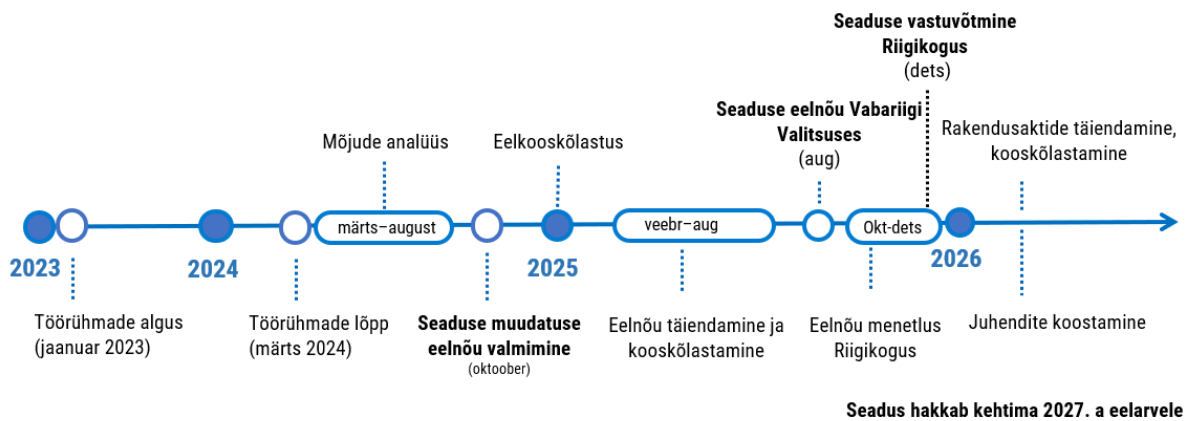 Seaduse vastuvõtmine
Riigikogus
(dets)
Seaduse eelnõu Vabariigi
Valitsuses
(aug)
Rakendusaktide täiendamine,
kooskõlastamine
Mõjude analüüs
Eelkooskõlastus
märts–august
veebr–aug
Okt-dets
2023
2024
2025
2026
Töörühmade algus
(jaanuar 2023)
Töörühmade lõpp
(märts 2024)
Seaduse muudatuse
eelnõu valmimine
(oktoober)
Eelnõu täiendamine ja
kooskõlastamine
Eelnõu menetlus
Riigikogus
Juhendite koostamine
Seadus hakkab kehtima 2027. a eelarvele